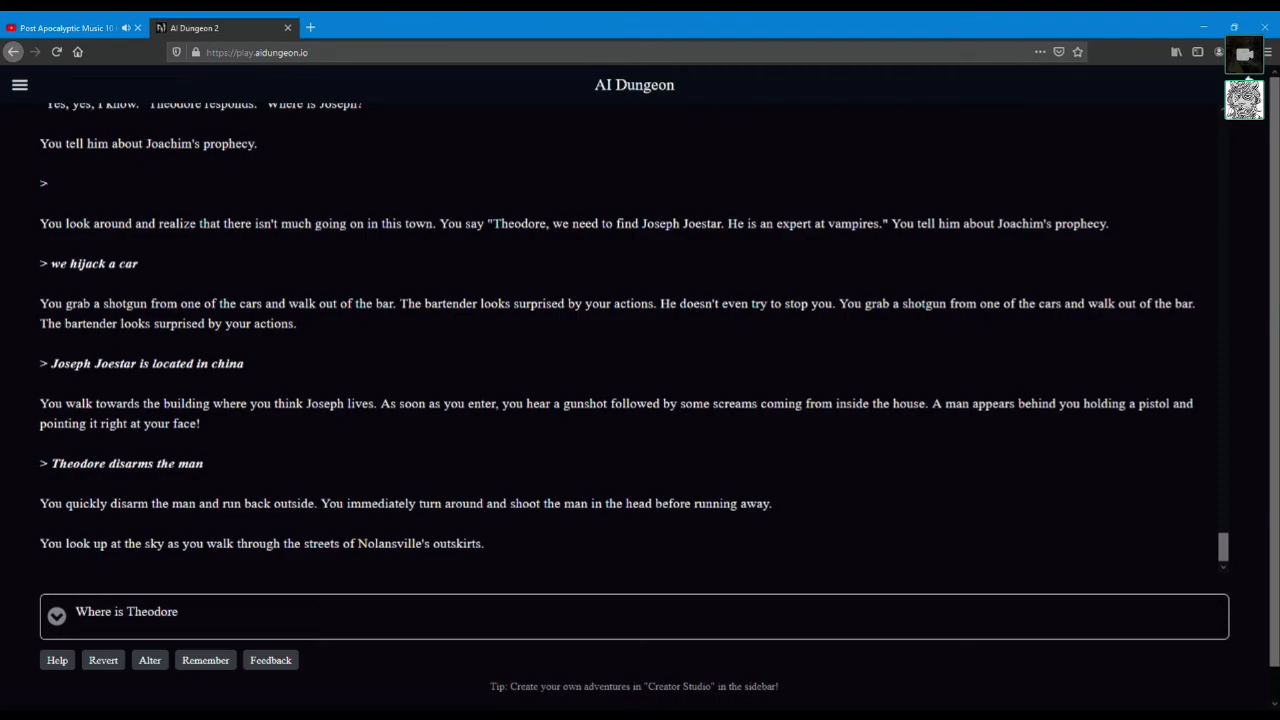 Post Apocalyptic Music 10
AI Dungeon 2
https://play.aidungeon.io
AI Dungeon
"Yes, yes, I know." Theodore responds. "Where is Joseph?"
You tell him about Joachim's prophecy.
>
You look around and realize that there isn't much going on in this town. You say "Theodore, we need to find Joseph Joestar. He is an expert at vampires." You tell him about Joachim's prophecy.
> we hijack a car
You grab a shotgun from one of the cars and walk out of the bar. The bartender looks surprised by your actions. He doesn't even try to stop you. You grab a shotgun from one of the cars and walk out of the bar.
The bartender looks surprised by your actions.
> Joseph Joestar is located in china
You walk towards the building where you think Joseph lives. As soon as you enter, you hear a gunshot followed by some screams coming from inside the house. A man appears behind you holding a pistol and
pointing it right at your face!
> Theodore disarms the man
You quickly disarm the man and run back outside. You immediately turn around and shoot the man in the head before running away.
You look up at the sky as you walk through the streets of Nolansville's outskirts.
Where is Theodore
Help Revert Alter Remember Feedback
Tip: Create your own adventures in "Creator Studio" in the sidebar!